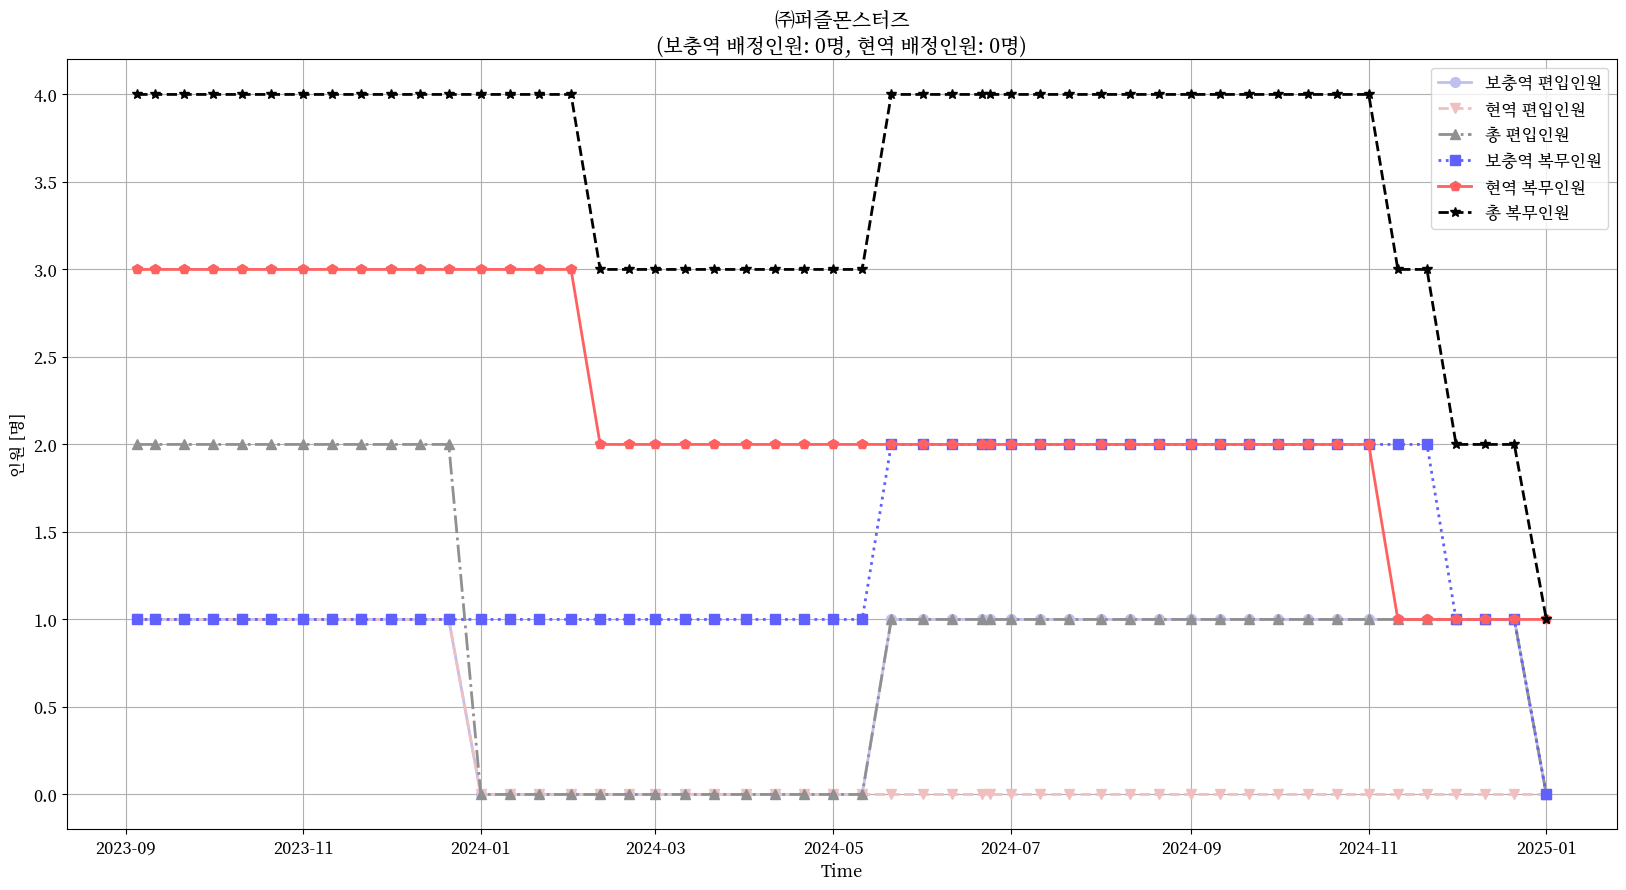 ㈜퍼즐몬스터즈
(보충역 배정인원: 0명, 현역 배정인원: 0명)
보충역 편입인원
현역 편입인원
총 편입인원
보충역 복무인원
현역 복무인원
총 복무인원
인원 [명]
4.0
3.5
3.0
2.5
2.0
1.5
1.0
0.5
0.0
2023-09 2023-11 2024-01 2024-03 2024-05 2024-07 2024-09 2024-11 2025-01
Time